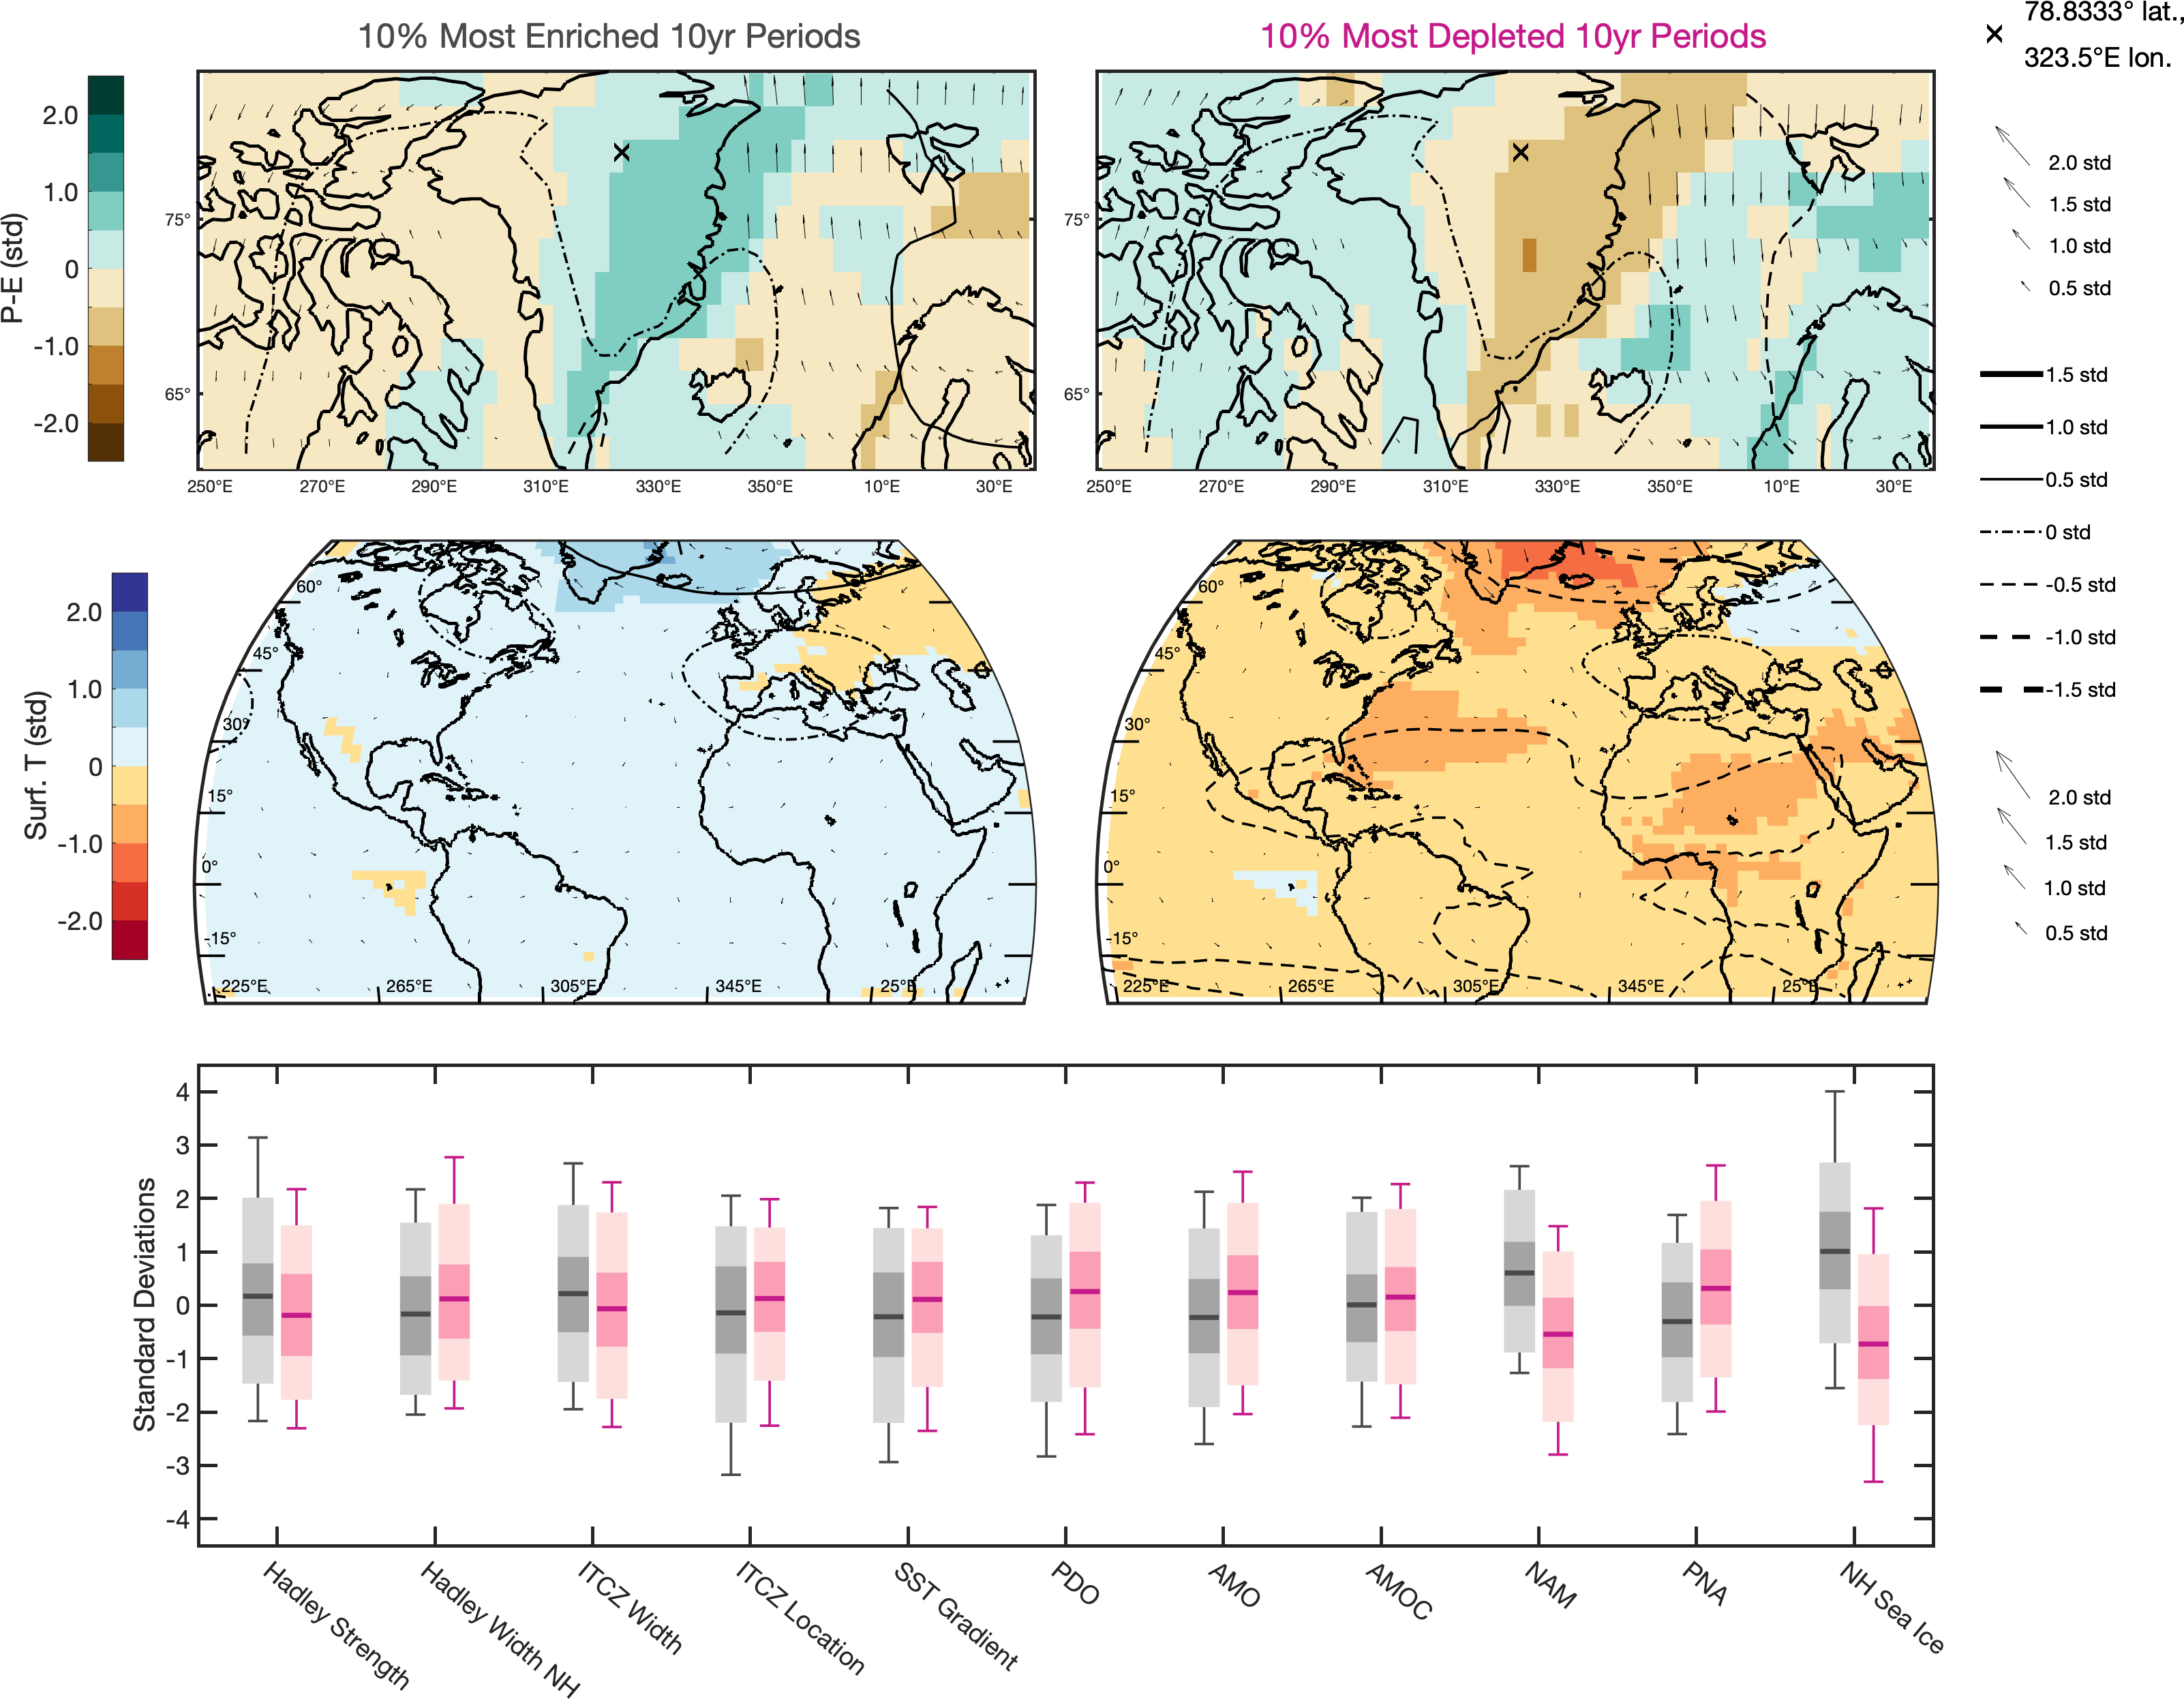 10% Most Enriched 10yr Periods
10% Most Depleted 10yr Periods
78.8333° lat.,
323.5°E lon.
P-E (std)
2.0
1.0
0
-1.0
-2.0
75°
65°
250°E 270°E 290°E 310°E 330°E 350°E 10°E 30°E
75°
65°
250°E 270°E 290°E 310°E 330°E 350°E 10°E 30°E
2.0 std
1.5 std
1.0 std
0.5 std
1.5 std
1.0 std
0.5 std
0 std
-0.5 std
-1.0 std
-1.5 std
Surf. T (std)
2.0
1.0
0
-1.0
-2.0
60°
45°
30°
15°
0°
-15°
225°E 265°E 305°E 345°E 25°E
60°
45°
30°
15°
0°
-15°
225°E 265°E 305°E 345°E 25°E
2.0 std
1.5 std
1.0 std
0.5 std
Standard Deviations
4
3
2
1
0
-1
-2
-3
-4
Hadley Strength
Hadley Width NH
ITCZ Width
ITCZ Location
SST Gradient
PDO
AMO
AMOC
NAM
PNA
NH Sea Ice